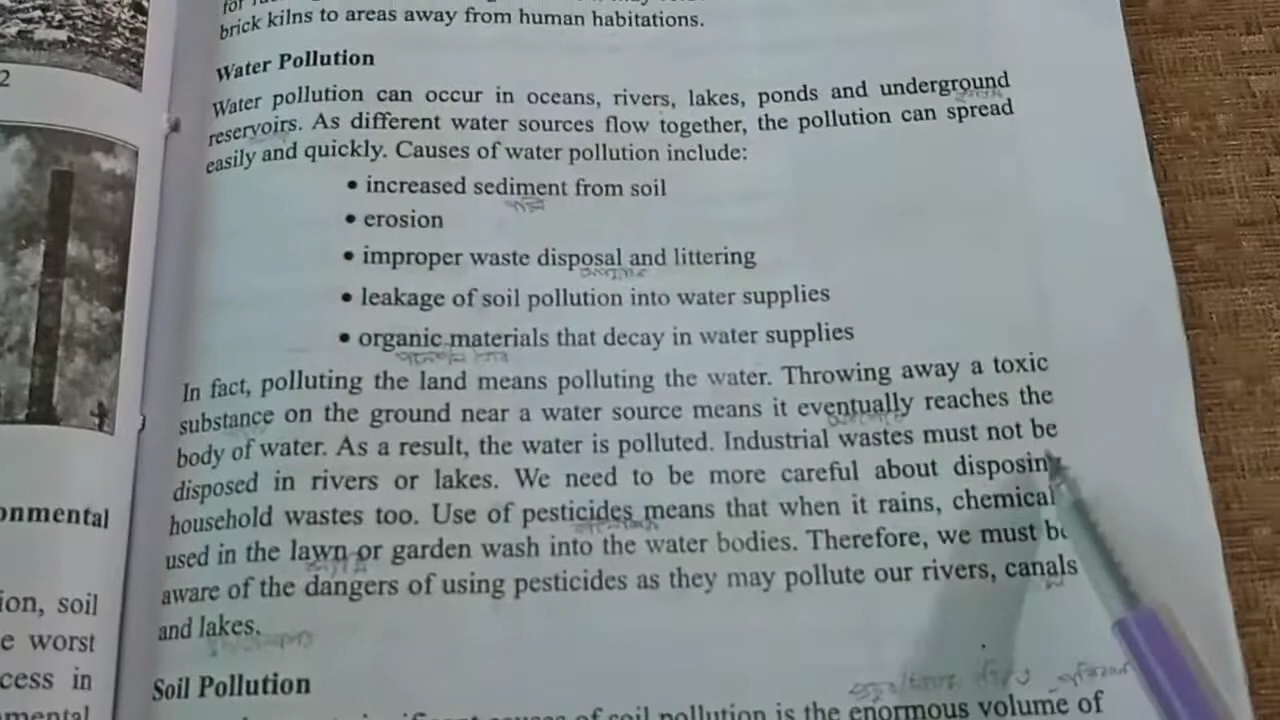 2
onmental
ion, soil
e worst
cess in
mental
for
brick kilns to areas away from human habitations.
Water Pollution
Water pollution can occur in oceans, rivers, lakes, ponds and underground
reservoirs. As different water sources flow together, the pollution can spread
easily and quickly. Causes of water pollution include:
• increased sediment from soil
• erosion
• improper waste disposal and littering
• leakage of soil pollution into water supplies
• organic materials that decay in water supplies
In fact, polluting the land means polluting the water. Throwing away a toxic
substance on the ground near a water source means it eventually reaches the
body of water. As a result, the water is polluted. Industrial wastes must not be
disposed in rivers or lakes. We need to be more careful about disposing
household wastes too. Use of pesticides means that when it rains, chemical
used in the lawn or garden wash into the water bodies. Therefore, we must be
aware of the dangers of using pesticides as they may pollute our rivers, canals
and lakes.
Soil Pollution
of soil pollution is the enormous volume of